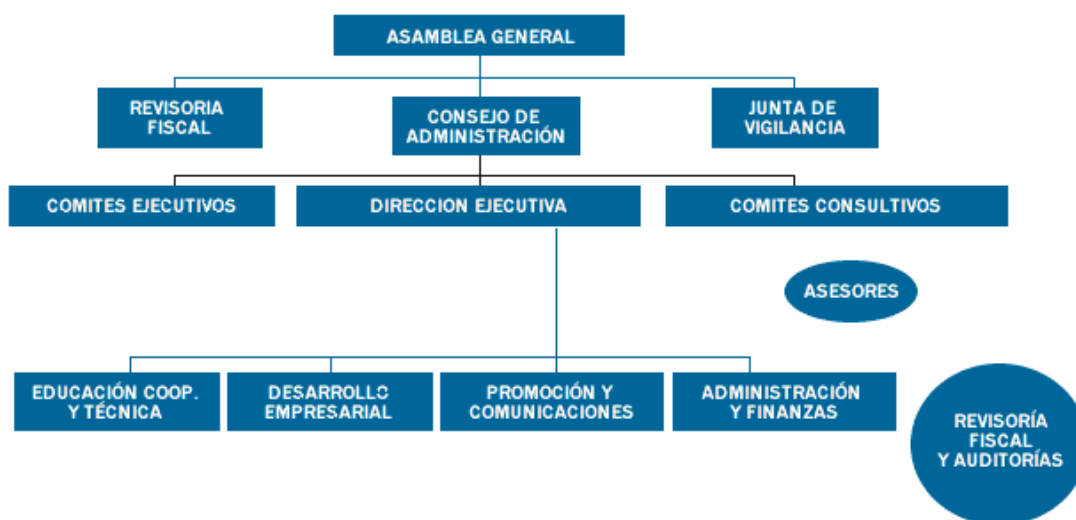 ASAMBLEA GENERAL
REVISORIA
FISCAL
CONSEJO DE
ADMINISTRACIÓN
JUNTA DE
VIGILANCIA
COMITES EJECUTIVOS
DIRECCION EJECUTIVA
COMITES CONSULTIVOS
ASESORES
EDUCACIÓN COOP.
Y TÉCNICA
DESARROLLO
EMPRESARIAL
PROMOCIÓN Y
COMUNICACIONES
ADMINISTRACIÓN
Y FINANZAS
REVISORÍA
FISCAL
Y AUDITORÍAS